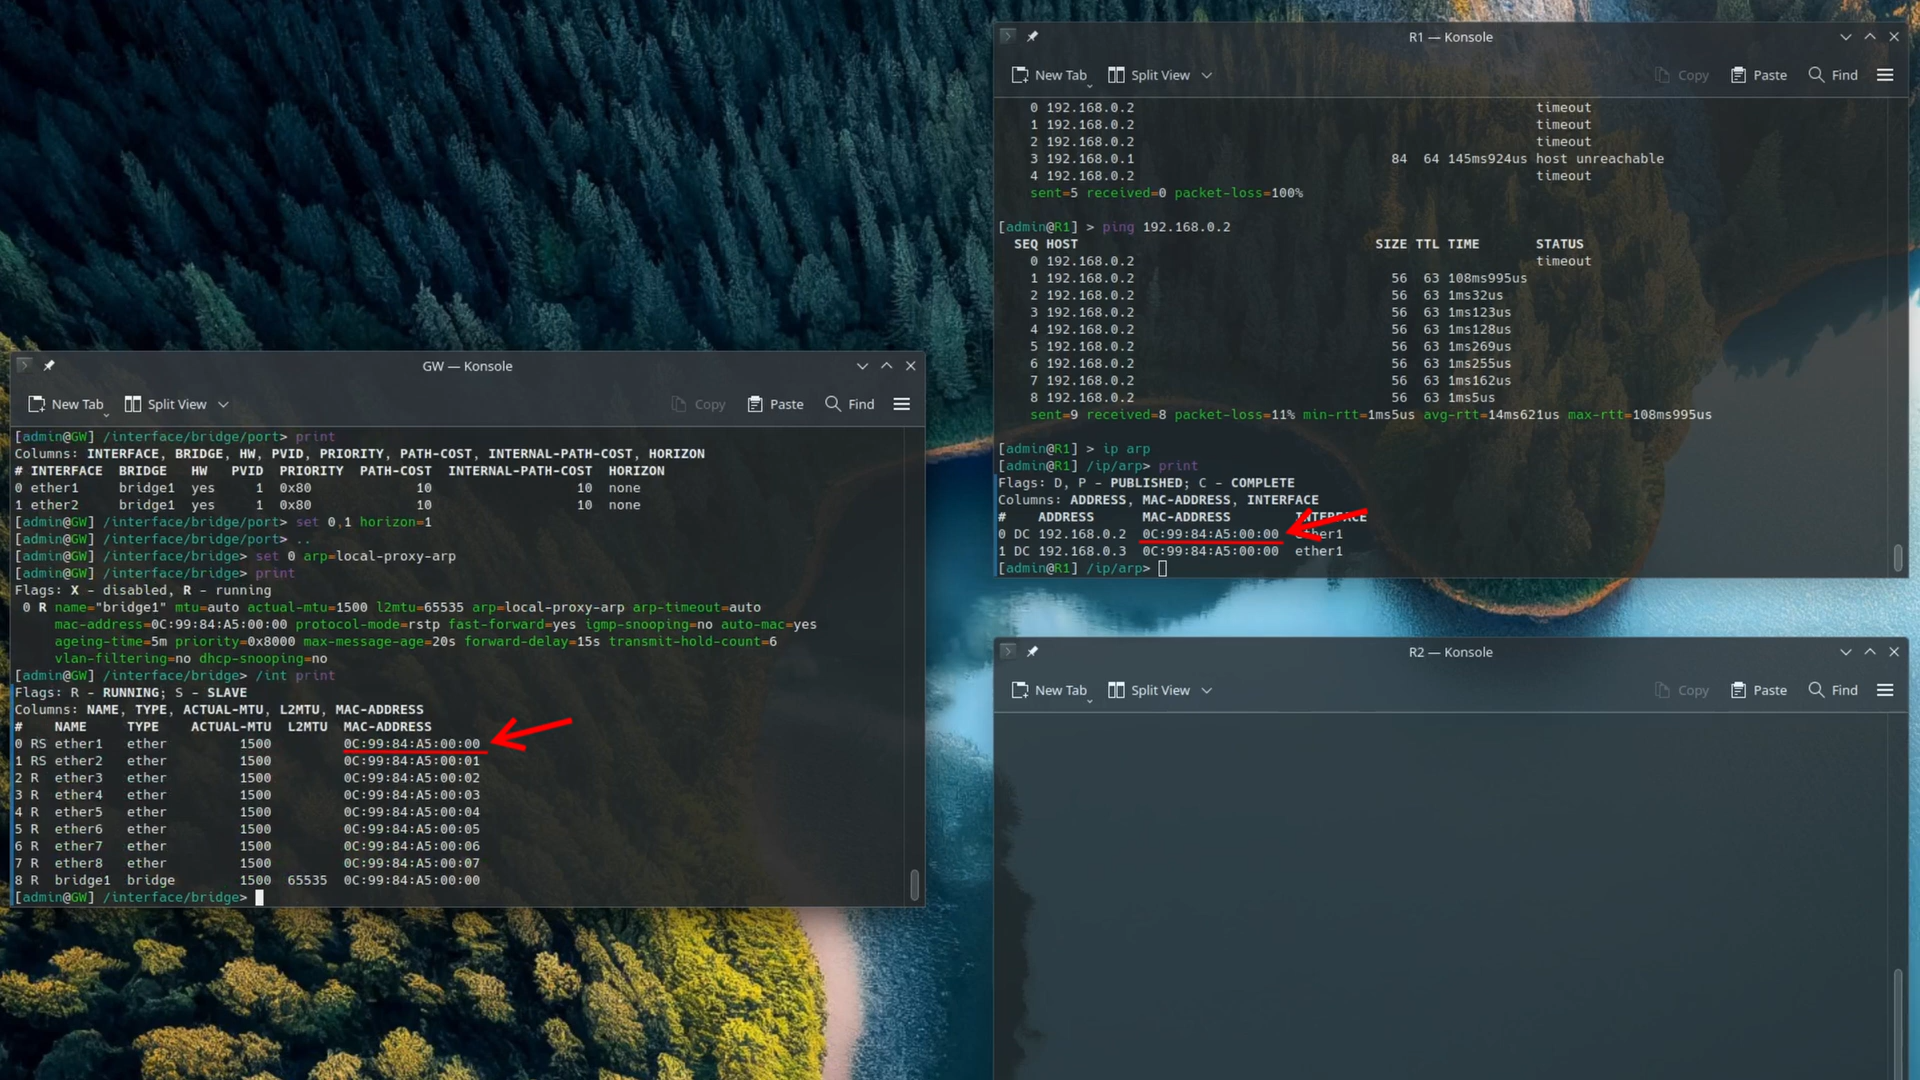 GW — Konsole
New Tab Split View Copy Paste Find
[admin@GW] /interface/bridge/port> print
Columns: INTERFACE, BRIDGE, HW, PVID, PRIORITY, PATH-COST, INTERNAL-PATH-COST, HORIZON
# INTERFACE BRIDGE HW PVID PRIORITY PATH-COST INTERNAL-PATH-COST HORIZON
0 ether1 bridge1 yes 1 0x80 10 10 none
1 ether2 bridge1 yes 1 0x80 10 10 none
[admin@GW] /interface/bridge/port> set 0,1 horizon=1
[admin@GW] /interface/bridge/port> ..
[admin@GW] /interface/bridge> set 0 arp=local-proxy-arp
[admin@GW] /interface/bridge> print
Flags: X - disabled, R - running
0 R name="bridge1" mtu=auto actual-mtu=1500 l2mtu=65535 arp=local-proxy-arp arp-timeout=auto
mac-address=0C:99:84:A5:00:00 protocol-mode=rstp fast-forward=yes igmp-snooping=no auto-mac=yes
ageing-time=5m priority=0x8000 max-message-age=20s forward-delay=15s transmit-hold-count=6
vlan-filtering=no dhcp-snooping=no
[admin@GW] /interface/bridge> /int print
Flags: R - RUNNING; S - SLAVE
Columns: NAME, TYPE, ACTUAL-MTU, L2MTU, MAC-ADDRESS
# NAME TYPE ACTUAL-MTU L2MTU MAC-ADDRESS
0 RS ether1 ether 1500 0C:99:84:A5:00:00
1 RS ether2 ether 1500 0C:99:84:A5:00:01
2 R ether3 ether 1500 0C:99:84:A5:00:02
3 R ether4 ether 1500 0C:99:84:A5:00:03
4 R ether5 ether 1500 0C:99:84:A5:00:04
5 R ether6 ether 1500 0C:99:84:A5:00:05
6 R ether7 ether 1500 0C:99:84:A5:00:06
7 R ether8 ether 1500 0C:99:84:A5:00:07
8 R bridge1 bridge 1500 65535 0C:99:84:A5:00:00
[admin@GW] /interface/bridge>
R1 — Konsole
New Tab Split View Copy Paste Find
0 192.168.0.2 timeout
1 192.168.0.2 timeout
2 192.168.0.2 timeout
3 192.168.0.1 84 64 145ms924us host unreachable
4 192.168.0.2 timeout
sent=5 received=0 packet-loss=100%
[admin@R1] > ping 192.168.0.2
SEQ HOST SIZE TTL TIME STATUS
0 192.168.0.2 timeout
1 192.168.0.2 56 63 108ms995us
2 192.168.0.2 56 63 1ms32us
3 192.168.0.2 56 63 1ms123us
4 192.168.0.2 56 63 1ms128us
5 192.168.0.2 56 63 1ms269us
6 192.168.0.2 56 63 1ms255us
7 192.168.0.2 56 63 1ms162us
8 192.168.0.2 56 63 1ms5us
sent=9 received=8 packet-loss=11% min-rtt=1ms5us avg-rtt=14ms621us max-rtt=108ms995us
[admin@R1] > ip arp
[admin@R1] /ip/arp> print
Flags: D, P - PUBLISHED; C - COMPLETE
Columns: ADDRESS, MAC-ADDRESS, INTERFACE
# ADDRESS MAC-ADDRESS INTERFACE
0 DC 192.168.0.2 0C:99:84:A5:00:00 ether1
1 DC 192.168.0.3 0C:99:84:A5:00:00 ether1
[admin@R1] /ip/arp>
R2 — Konsole
New Tab Split View Copy Paste Find